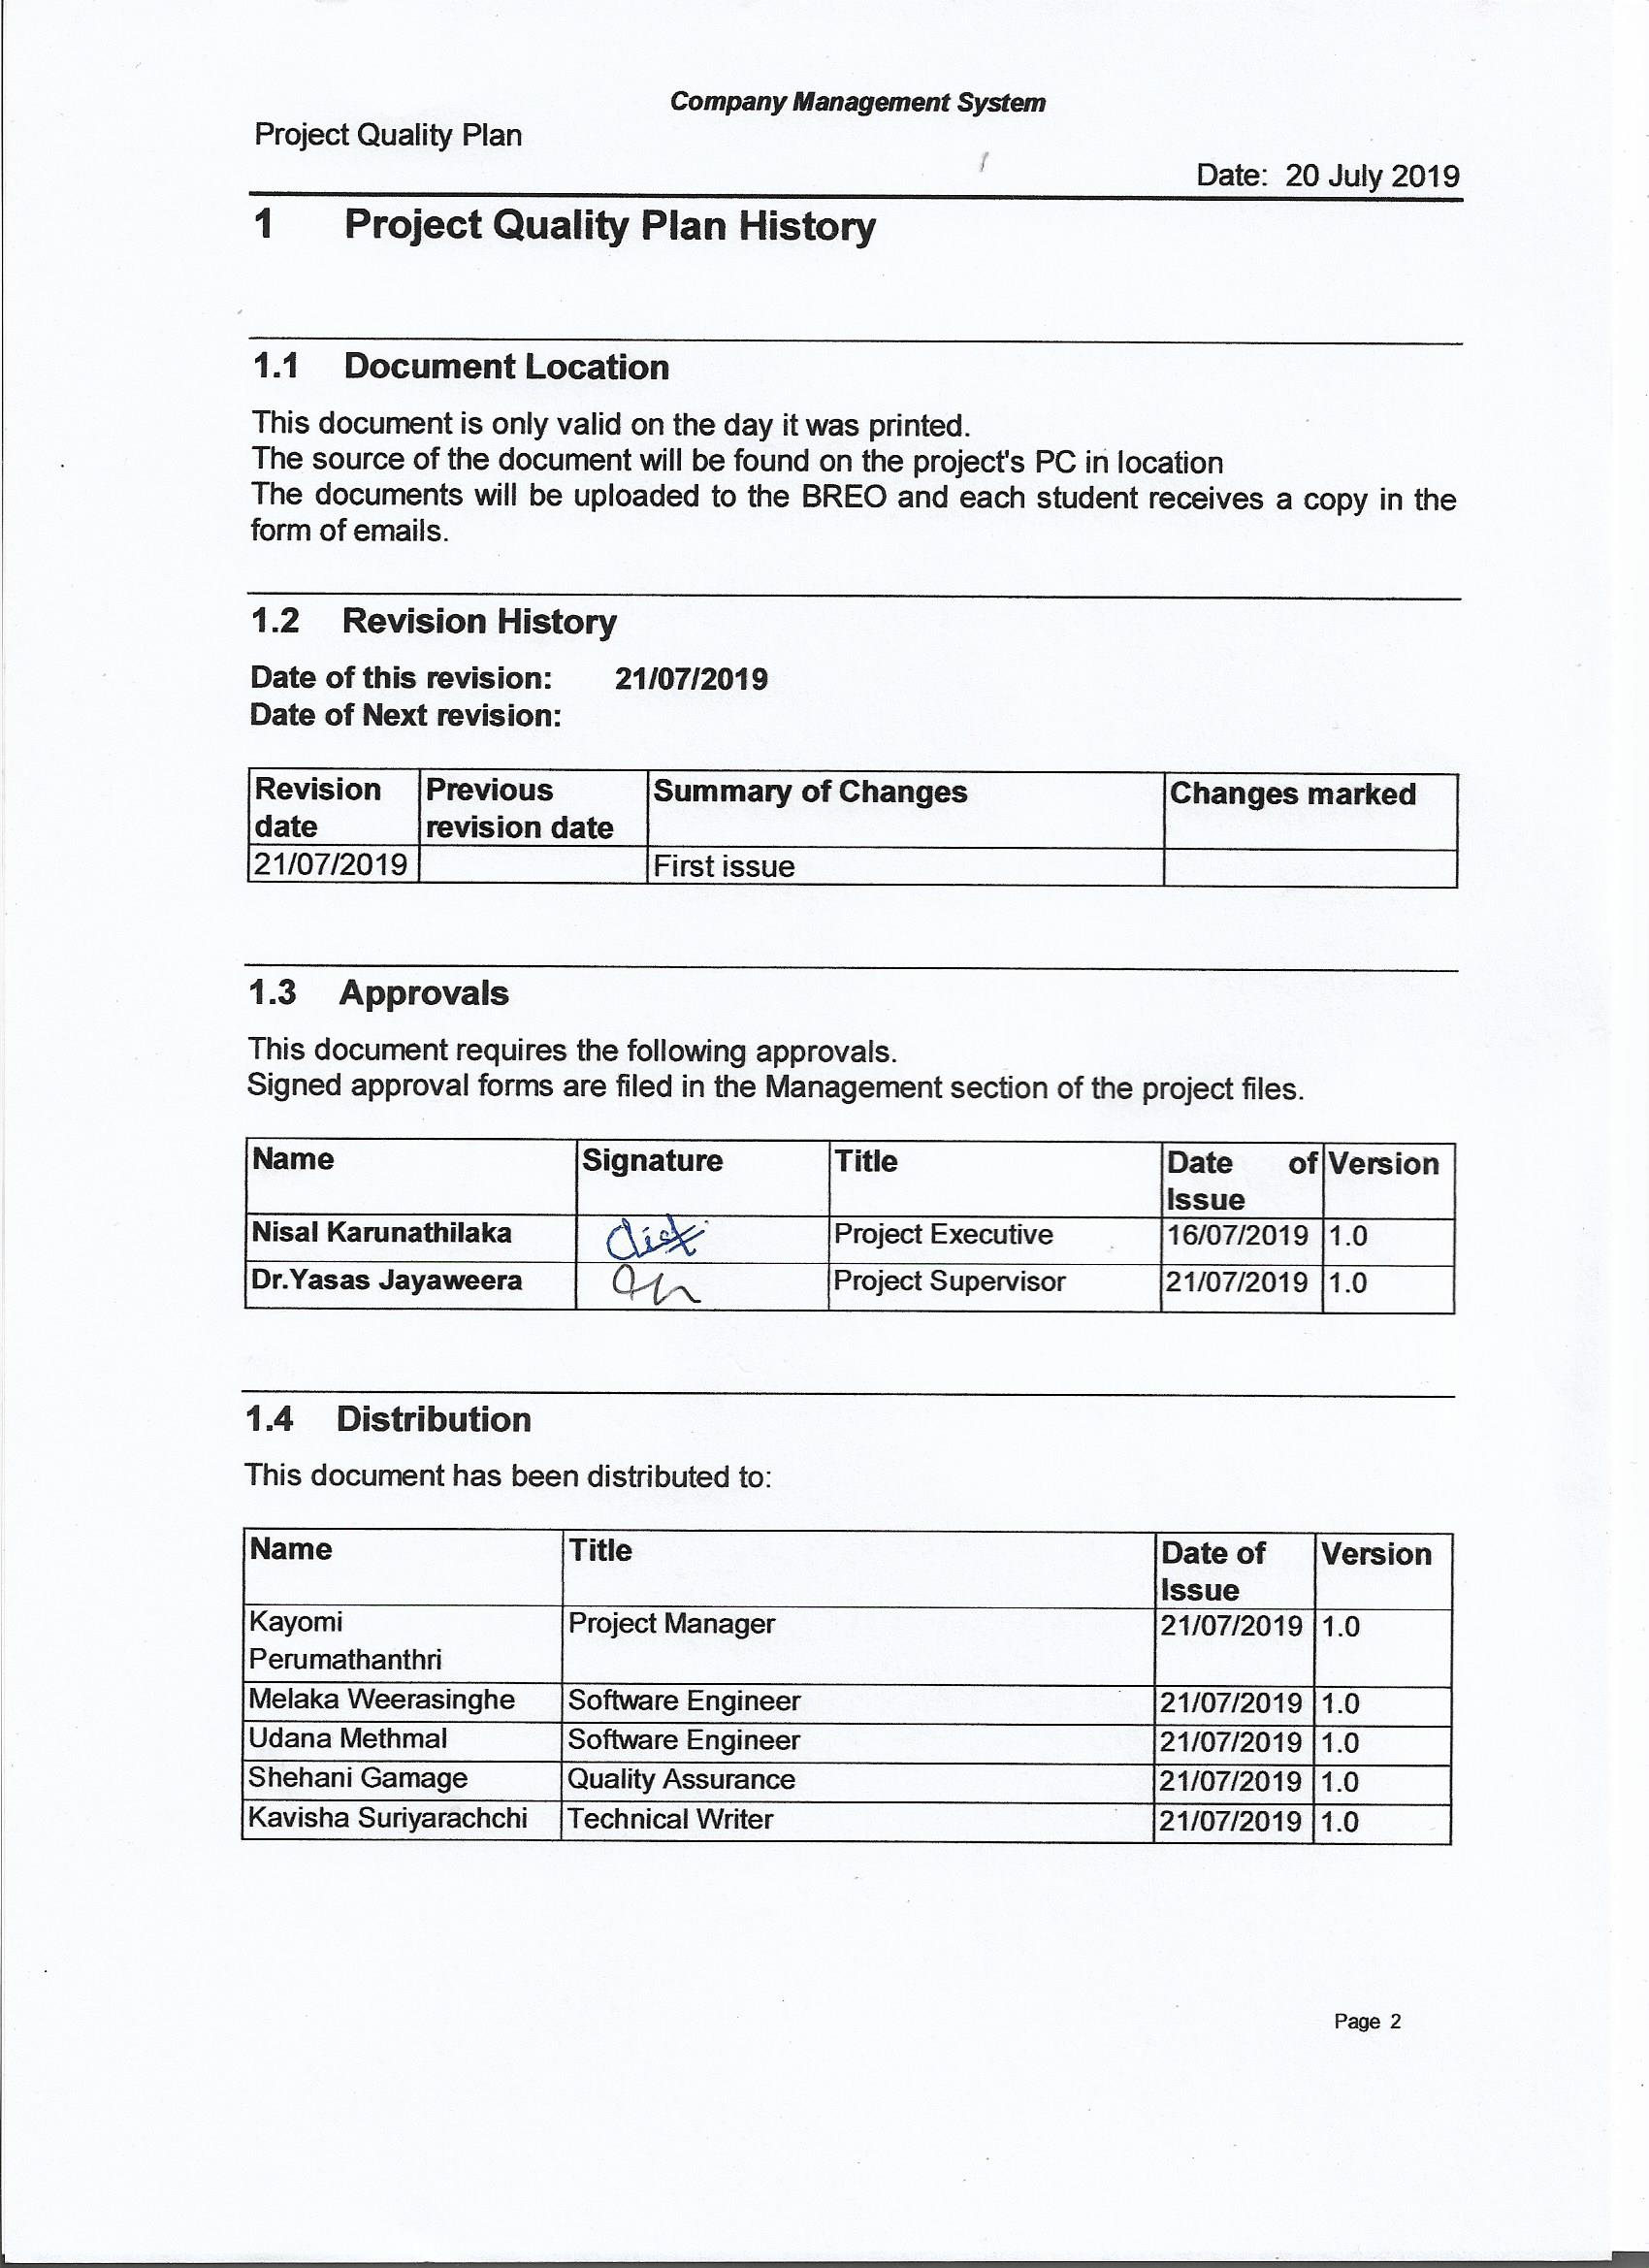 Company Management System
Project Quality Plan
Date: 20 July 2019
1 Project Quality Plan History
1.1 Document Location
This document is only valid on the day it was printed.
The source of the document will be found on the project's PC in location
The documents will be uploaded to the BREO and each student receives a copy in the
form of emails.
1.2 Revision History
Date of this revision: 21/07/2019
Date of Next revision:
Revision date Previous revision date Summary of Changes Changes marked
21/07/2019 First issue
1.3 Approvals
This document requires the following approvals.
Signed approval forms are filed in the Management section of the project files.
Name Signature Title Date of Issue Version
Nisal Karunathilaka Project Executive 16/07/2019 1.0
Dr.Yasas Jayaweera Project Supervisor 21/07/2019 1.0
1.4 Distribution
This document has been distributed to:
Name Title Date of Issue Version
Kayomi Perumathanthri Project Manager 21/07/2019 1.0
Melaka Weerasinghe Software Engineer 21/07/2019 1.0
Udana Methmal Software Engineer 21/07/2019 1.0
Shehani Gamage Quality Assurance 21/07/2019 1.0
Kavisha Suriyarachchi Technical Writer 21/07/2019 1.0
Page 2